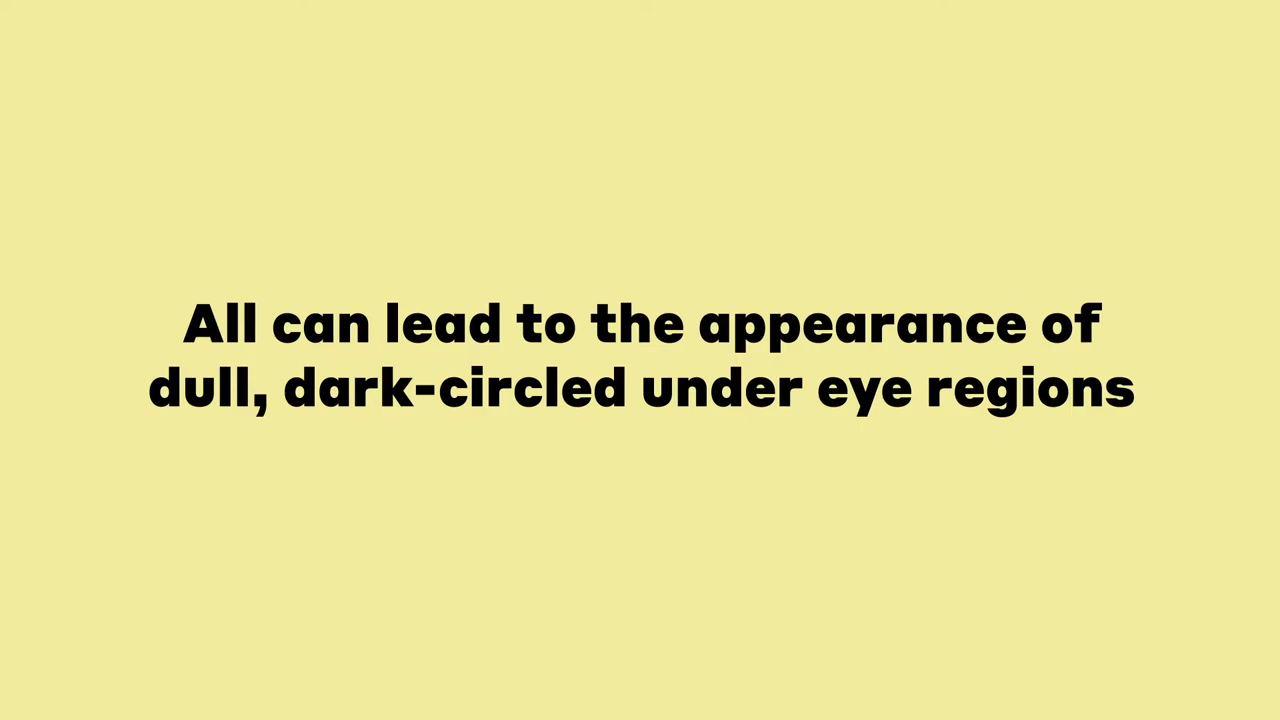 All can lead to the appearance of
dull, dark-circled under eye regions